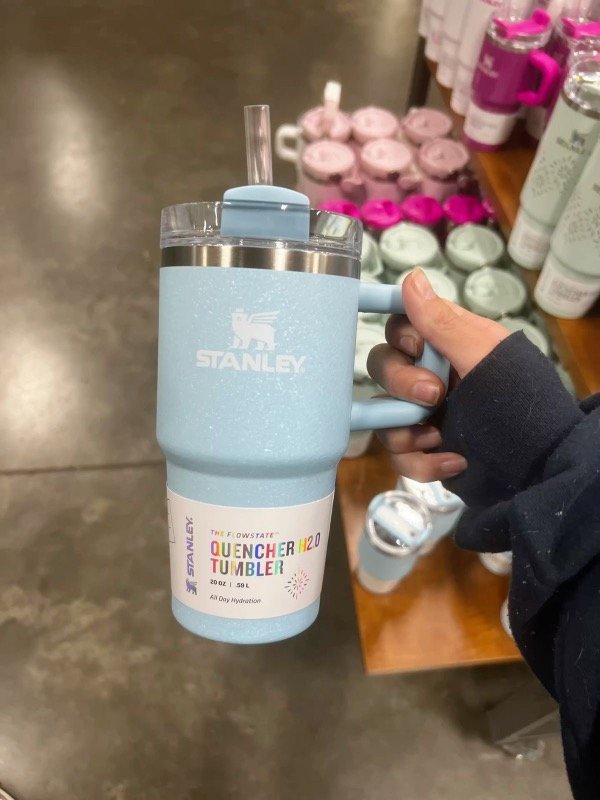 STANLEY
STANLEY.
THE FLOWSTATE™
QUENCHER H2.0
TUMBLER
20 OZ | .59 L
All Day Hydration